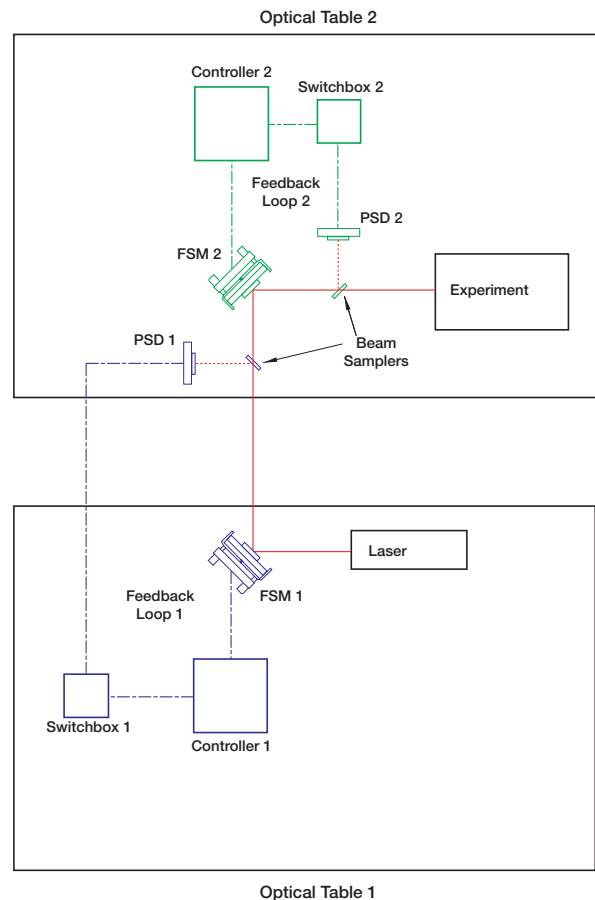 Optical Table 2
Controller 2
Switchbox 2
Feedback
Loop 2
PSD 2
FSM 2
Experiment
PSD 1
Beam
Samplers
Laser
Feedback
Loop 1
FSM 1
Switchbox 1
Controller 1
Optical Table 1